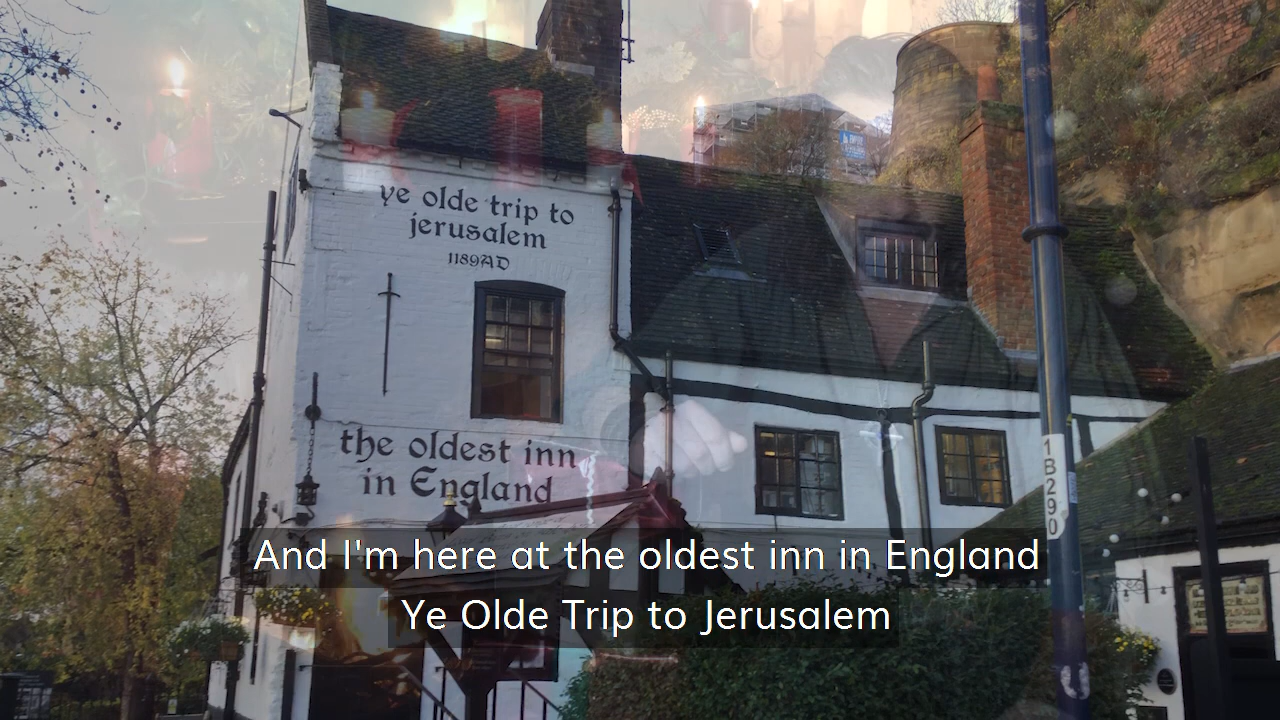 ye olde trip to
jerusalem
1189AD
the oldest inn
in England
1B290
And I'm here at the oldest inn in England
Ye Olde Trip to Jerusalem